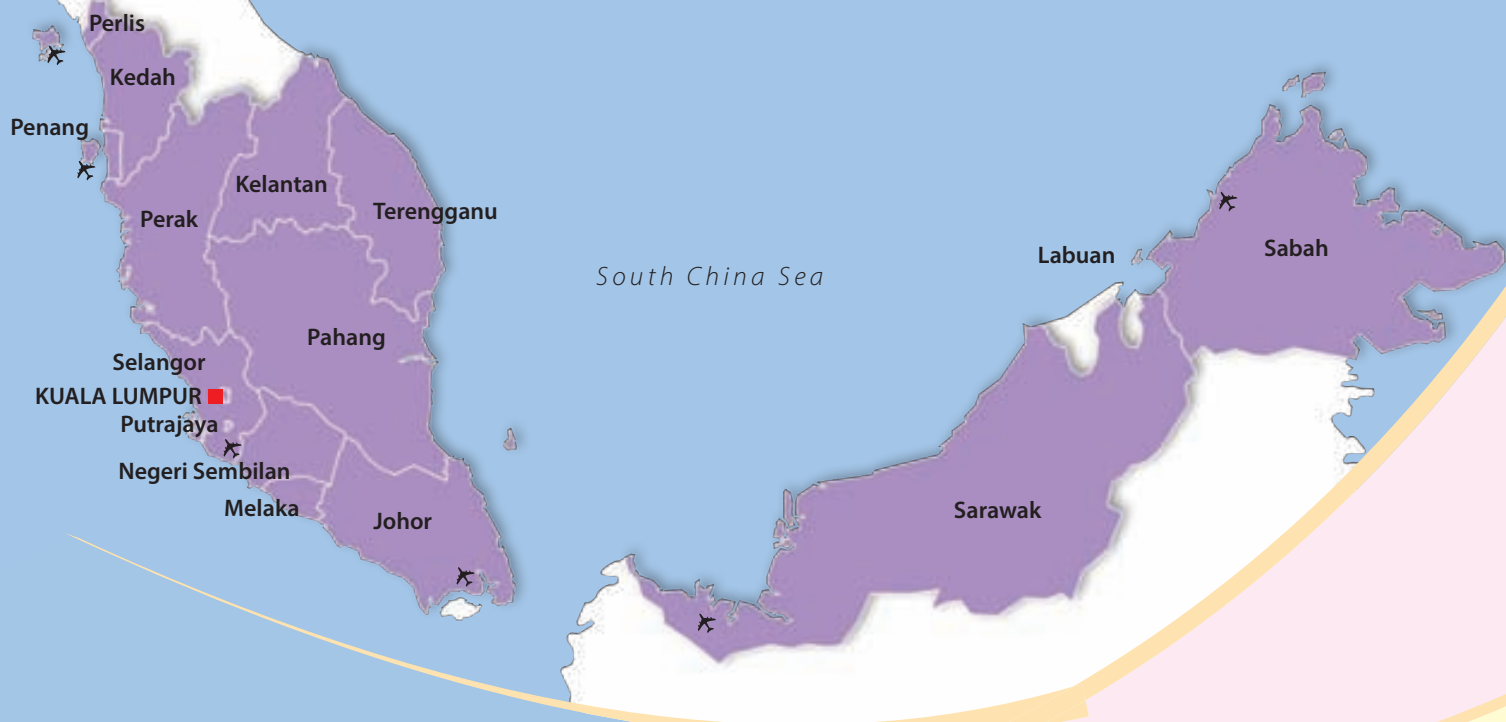 Perlis
Kedah
Penang
Kelantan
Terengganu
Perak
Labuan
Sabah
South China Sea
Pahang
Selangor
KUALA LUMPUR
Putrajaya
Negeri Sembilan
Melaka
Johor
Sarawak